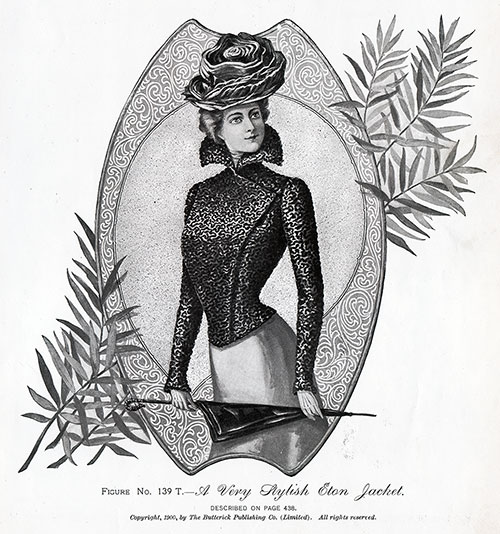 FIGURE NO. 139 T.—A Very Stylish Eton Jacket.
DESCRIBED ON PAGE 438.
Copyright, 1900, by The Butterick Publishing Co. (Limited). All rights reserved.